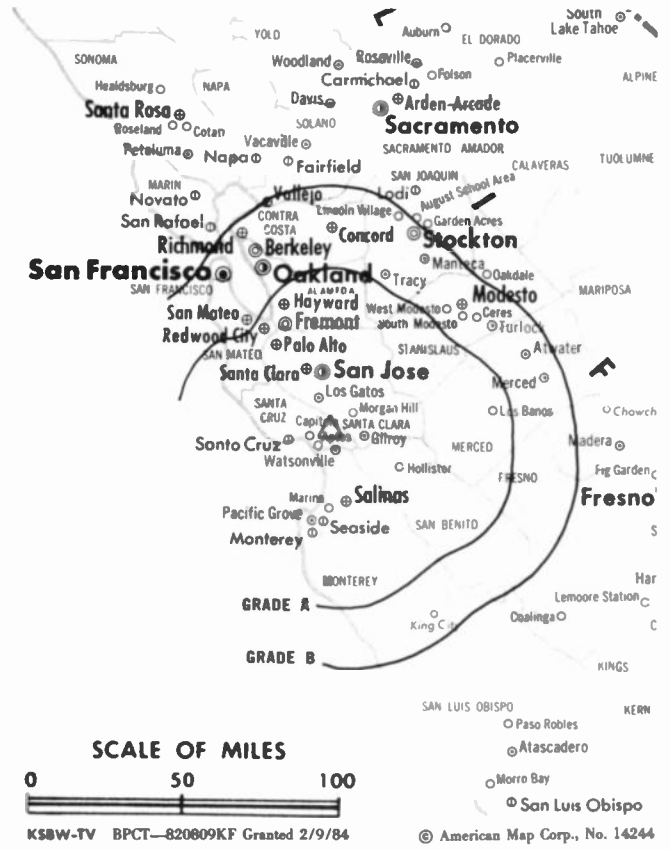 South
Lake Tahoe
Auburn
YOLO
EL DORADO
SONOMA
Woodland
Roseville
Placerville
Folson
Carmichael
ALPINE
Healdsburg
NAPA
Davis
Arden-Arcade
Santa Rosa
SOLANO
Sacramento
Roseland
Cotati
Vacaville
Petaluma
Napa
Fairfield
SACRAMENTO
AMADOR
CALAVERAS
TUOLUMNE
SAN JOAQUIN
August School Area
MARIN
Novato
Vallejo
Lodi
CONTRA
COSTA
Lincoln Village
Garden Acres
San Rafael
Richmond
Concord
Stockton
Berkeley
Manteca
San Francisco
Oakland
Tracy
Oakdale
SAN FRANCISCO
ALAMEDA
Modesto
MARIPOSA
Hayward
West Modesto
Ceres
San Mateo
Fremont
South Modesto
Turlock
Redwood City
Palo Alto
STANISLAUS
Atwater
SAN MATEO
Santa Clara
San Jose
Merced
Los Gatos
SANTA
CRUZ
Morgan Hill
Los Banos
Chowch
Capitola
SANTA CLARA
Santa Cruz
Aptos
Gilroy
MERCED
Madera
Watsonville
Hollister
Fig Garden
FRESNO
Marina
Salinas
Fresno
Pacific Grove
Seaside
SAN BENITO
S
Monterey
MONTEREY
Har
GRADE A
Lemoore Station
King City
Coalinga
C
GRADE B
KINGS
SAN LUIS OBISPO
KERN
Paso Robles
SCALE OF MILES
Atascadero
0 50 100
Morro Bay
San Luis Obispo
KSBW-TV BPCT—820809KF Granted 2/9/84
© American Map Corp., No. 14244